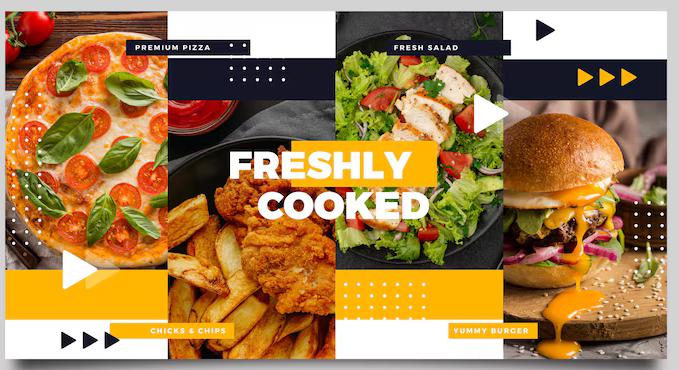 PREMIUM PIZZA
FRESH SALAD
FRESHLY
COOKED
CHICKS & CHIPS
YUMMY BURGER